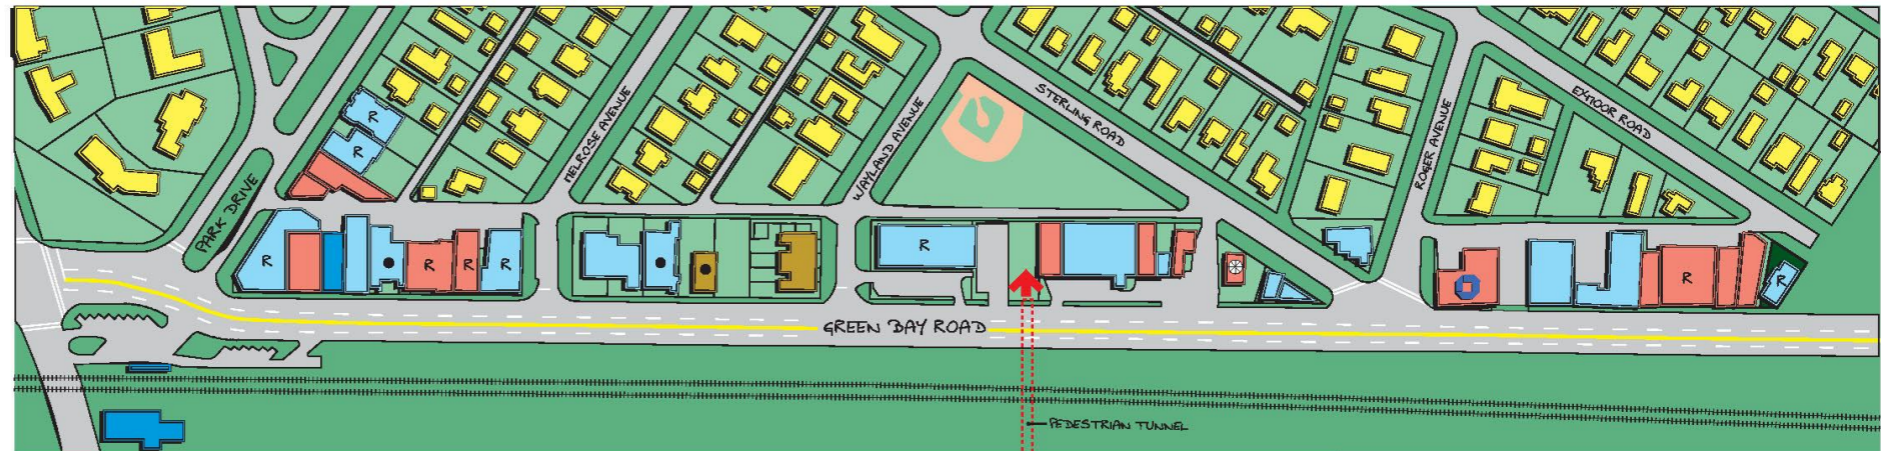 PARK DRIVE
MELROSE AVENUE
WAYLAND AVENUE
STERLING ROAD
ROGER AVENUE
EXMOOR ROAD
R
R
R
R
R
R
R
R
R
GREEN BAY ROAD
PEDESTRIAN TUNNEL